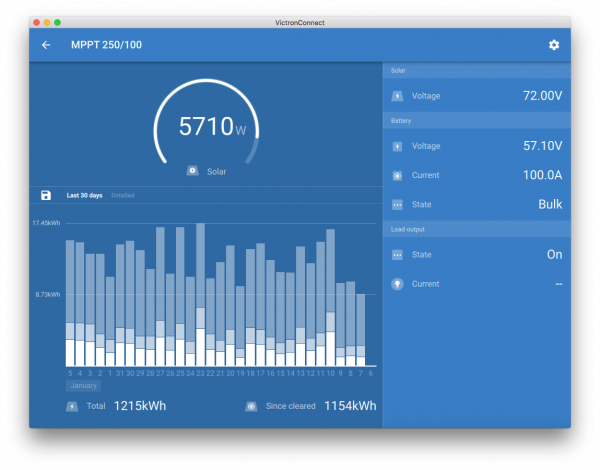 VictronConnect
MPPT 250/100
5710W
Solar
Last 30 days Detailed
17.45kWh
8.73kWh
5 4 3 2 1 31 30 29 28 27 26 25 24 23 22 21 20 19 18 17 16 15 14 13 12 11 10 9 8 7 6
January
Total 1215kWh
Since cleared 1154kWh
Solar
Voltage 72.00V
Battery
Voltage 57.10V
Current 100.0A
State Bulk
Load output
State On
Current --